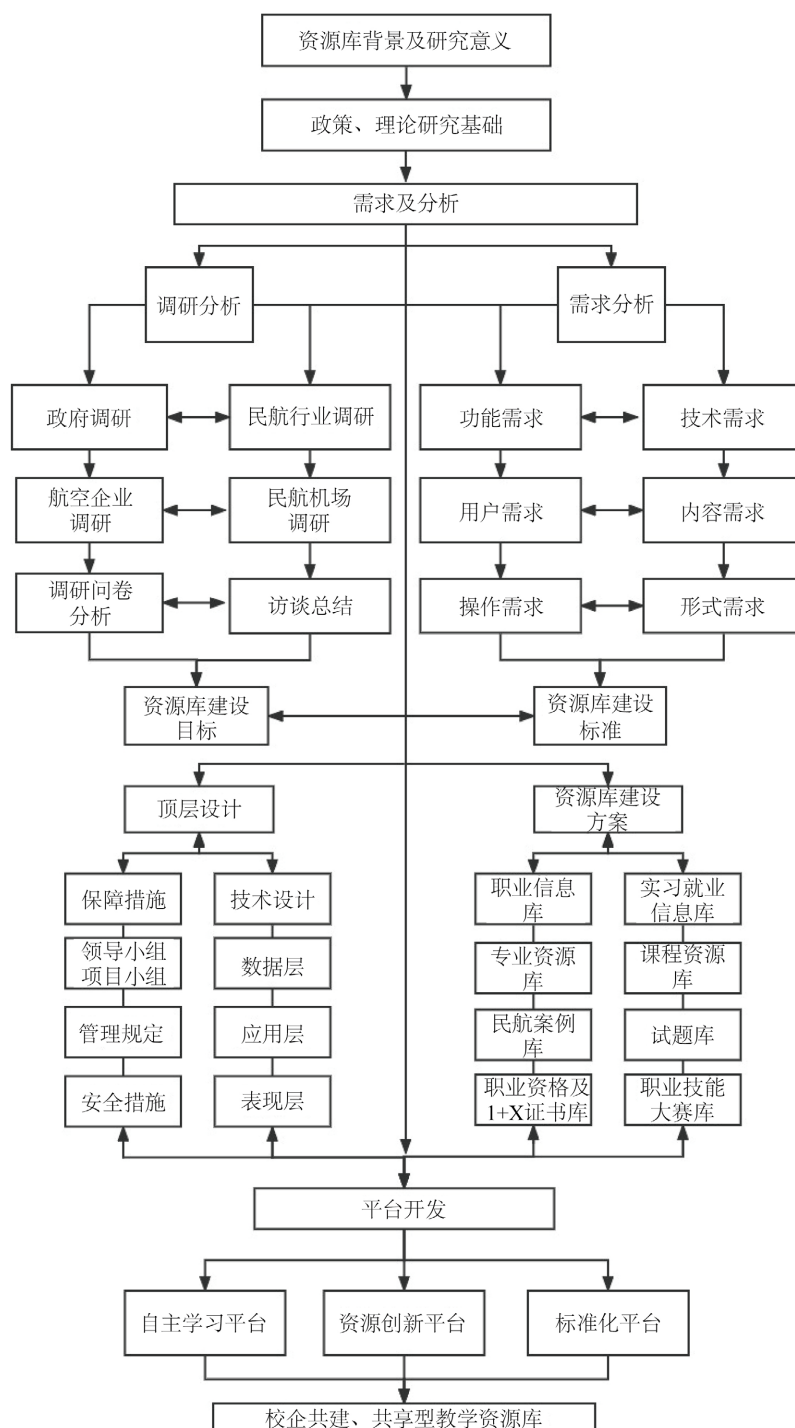 资源库背景及研究意义
政策、理论研究基础
需求及分析
调研分析
需求分析
政府调研
民航行业调研
功能需求
技术需求
航空企业
调研
民航机场
调研
用户需求
内容需求
调研问卷
分析
访谈总结
操作需求
形式需求
资源库建设
目标
资源库建设
标准
顶层设计
资源库建设
方案
保障措施
技术设计
职业信息
库
实习就业
信息库
领导小组
项目小组
数据层
专业资源
库
课程资源
库
管理规定
应用层
民航案例
库
试题库
安全措施
表现层
职业资格及
1+X证书库
职业技能
大赛库
平台开发
自主学习平台
资源创新平台
标准化平台
校企共建、共享型教学资源库